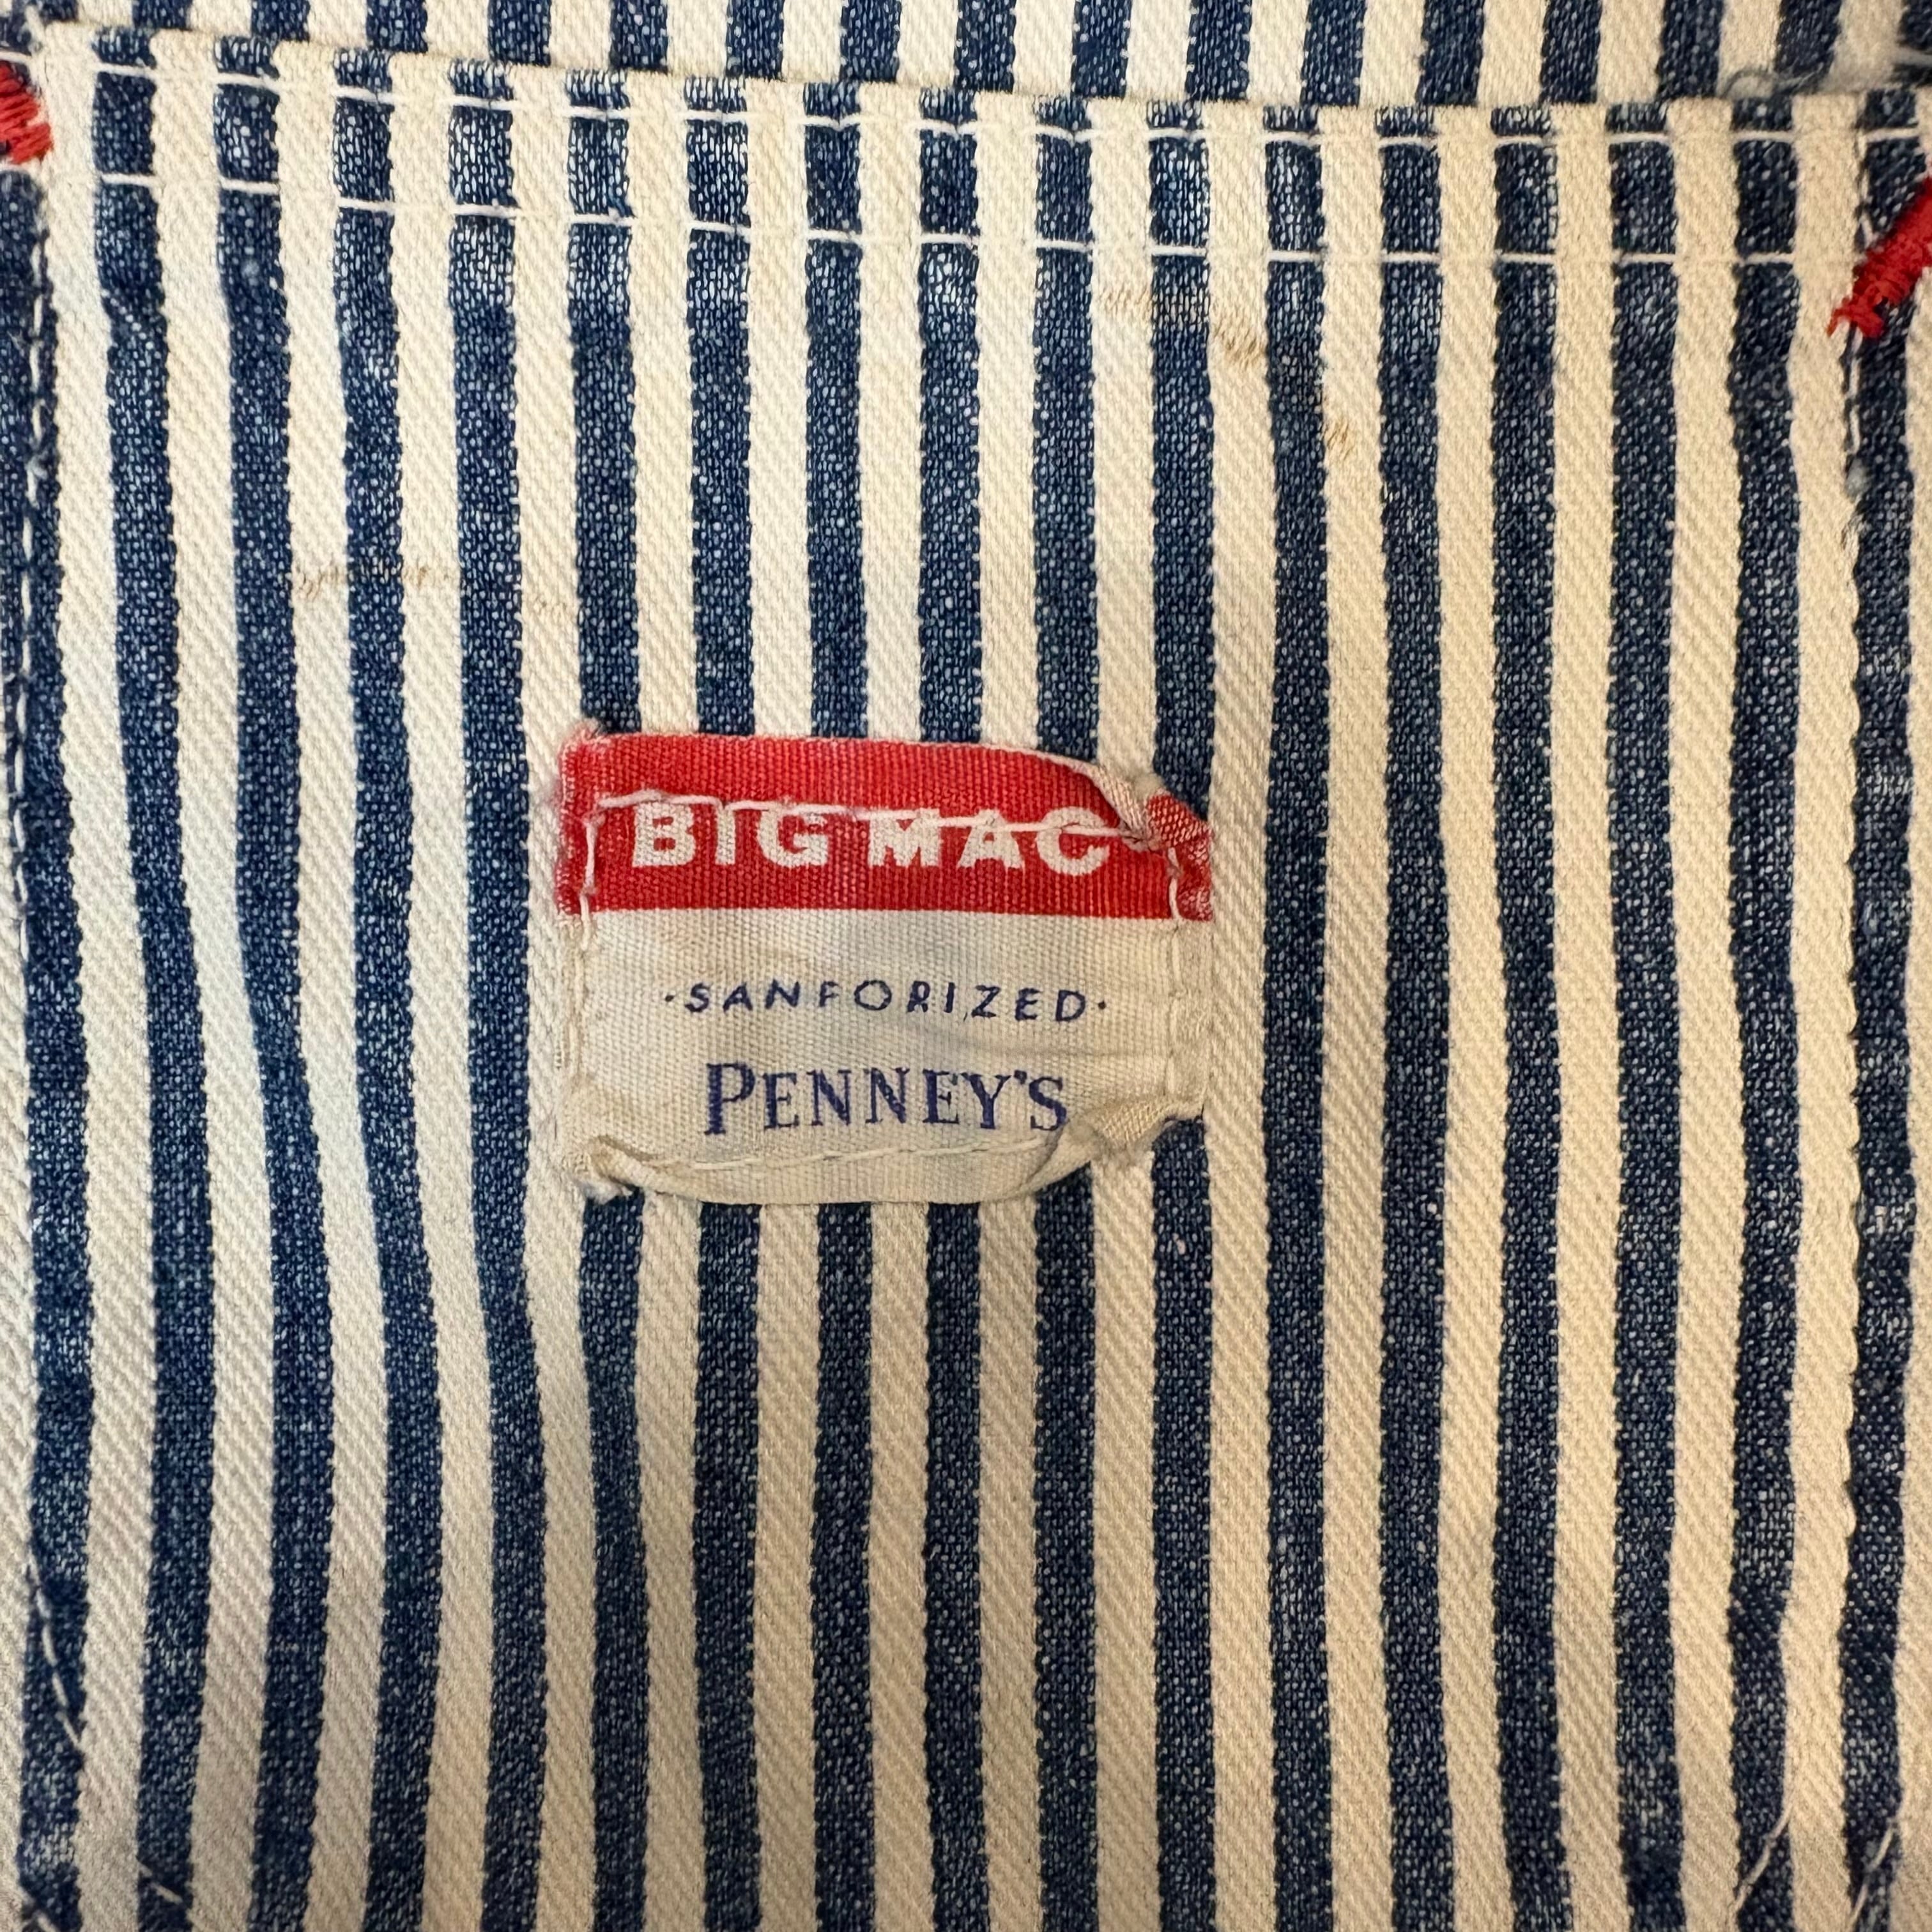 BIG MAC
·SANFORIZED·
PENNEY'S